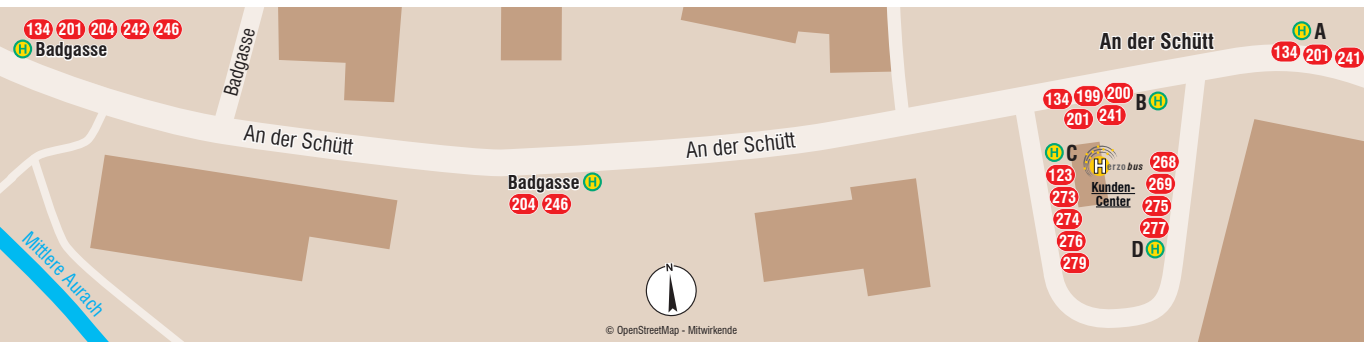 134 201 204 242 246
H Badgasse
Badgasse
An der Schütt
An der Schütt
Badgasse H
204 246
An der Schütt
H A
134 201 241
134 199 200
201 241
B H
H C
123
273
274
276
279
Herzobus
Kunden-
Center
268
269
275
277
D H
Mittlere Aurach
N
© OpenStreetMap - Mitwirkende